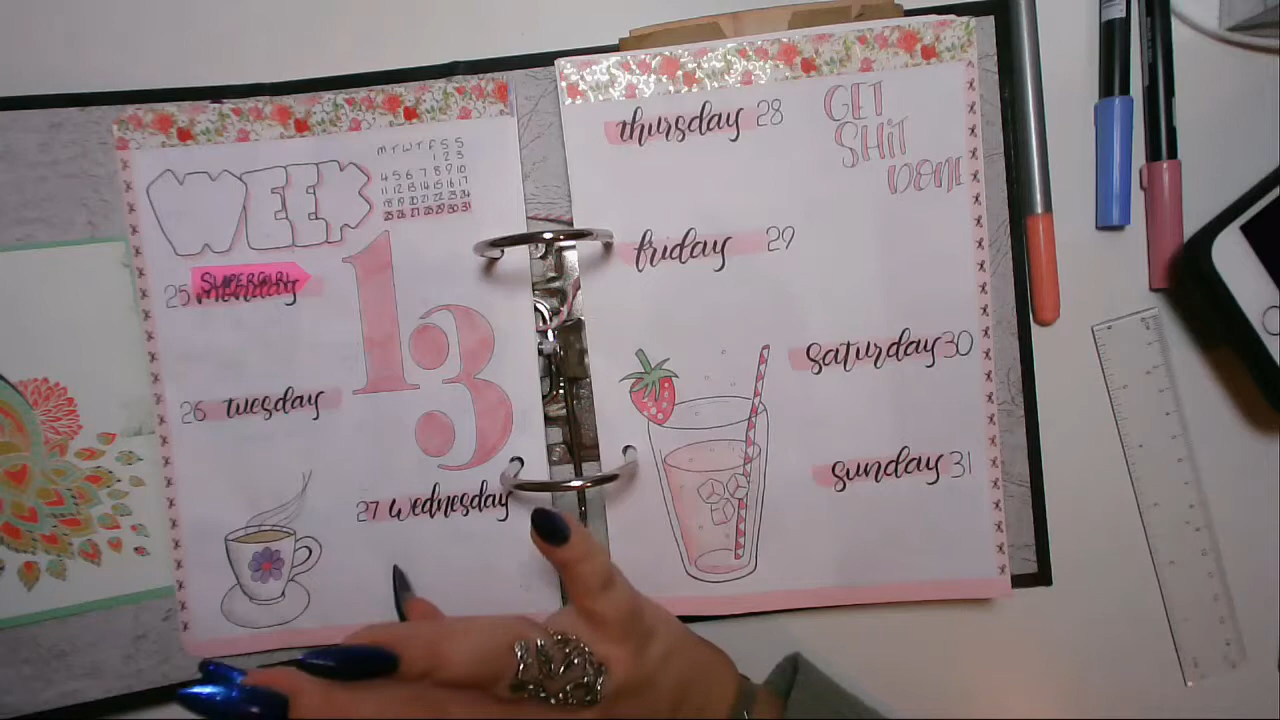 WEEK
M T W T F S S
1 2 3
4 5 6 7 8 9 10
11 12 13 14 15 16 17
18 19 20 21 22 23 24
25 26 27 28 29 30 31
13
SUPERGIRL
25 monday
26 tuesday
27 wednesday
thursday 28
GET
SHiT
DONE
friday 29
saturday 30
sunday 31